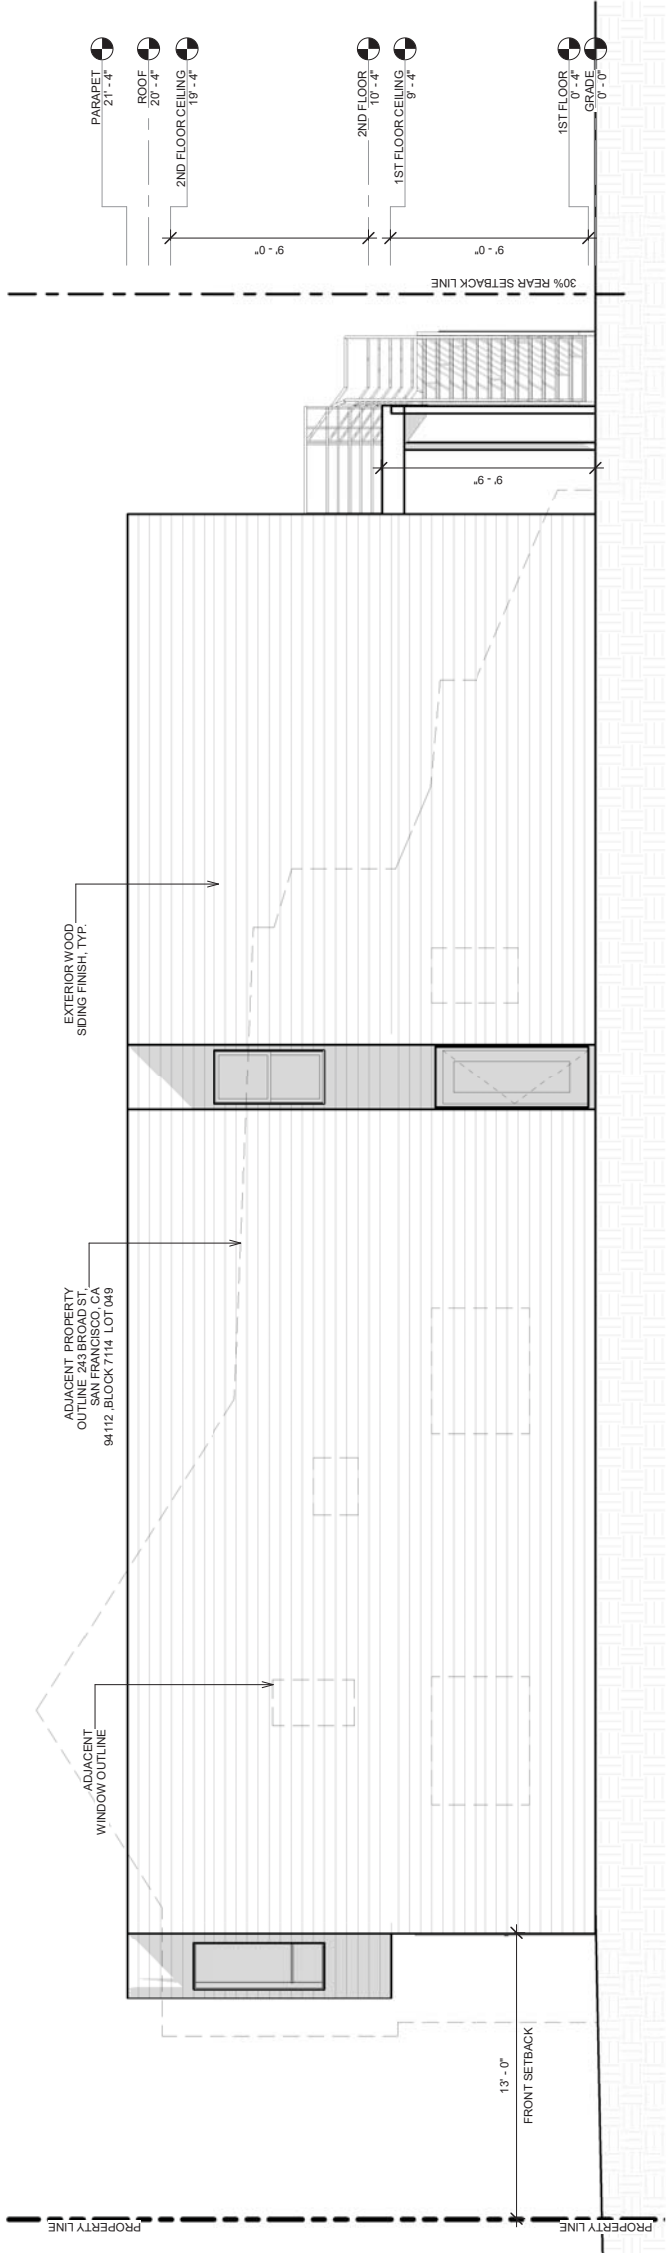 PARAPET
21' - 4"
ROOF
20' - 4"
2ND FLOOR CEILING
19' - 4"
2ND FLOOR
10' - 4"
1ST FLOOR CEILING
9' - 4"
1ST FLOOR
0' - 4"
GRADE
0' - 0"
9' - 0"
9' - 0"
30% REAR SETBACK LINE
9' - 9"
EXTERIOR WOOD
SIDING FINISH, TYP.
ADJACENT PROPERTY
OUTLINE 243 BROAD ST,
SAN FRANCISCO, CA
94112 ,BLOCK 7114 LOT 049
ADJACENT
WINDOW OUTLINE
13' - 0"
FRONT SETBACK
PROPERTY LINE
PROPERTY LINE